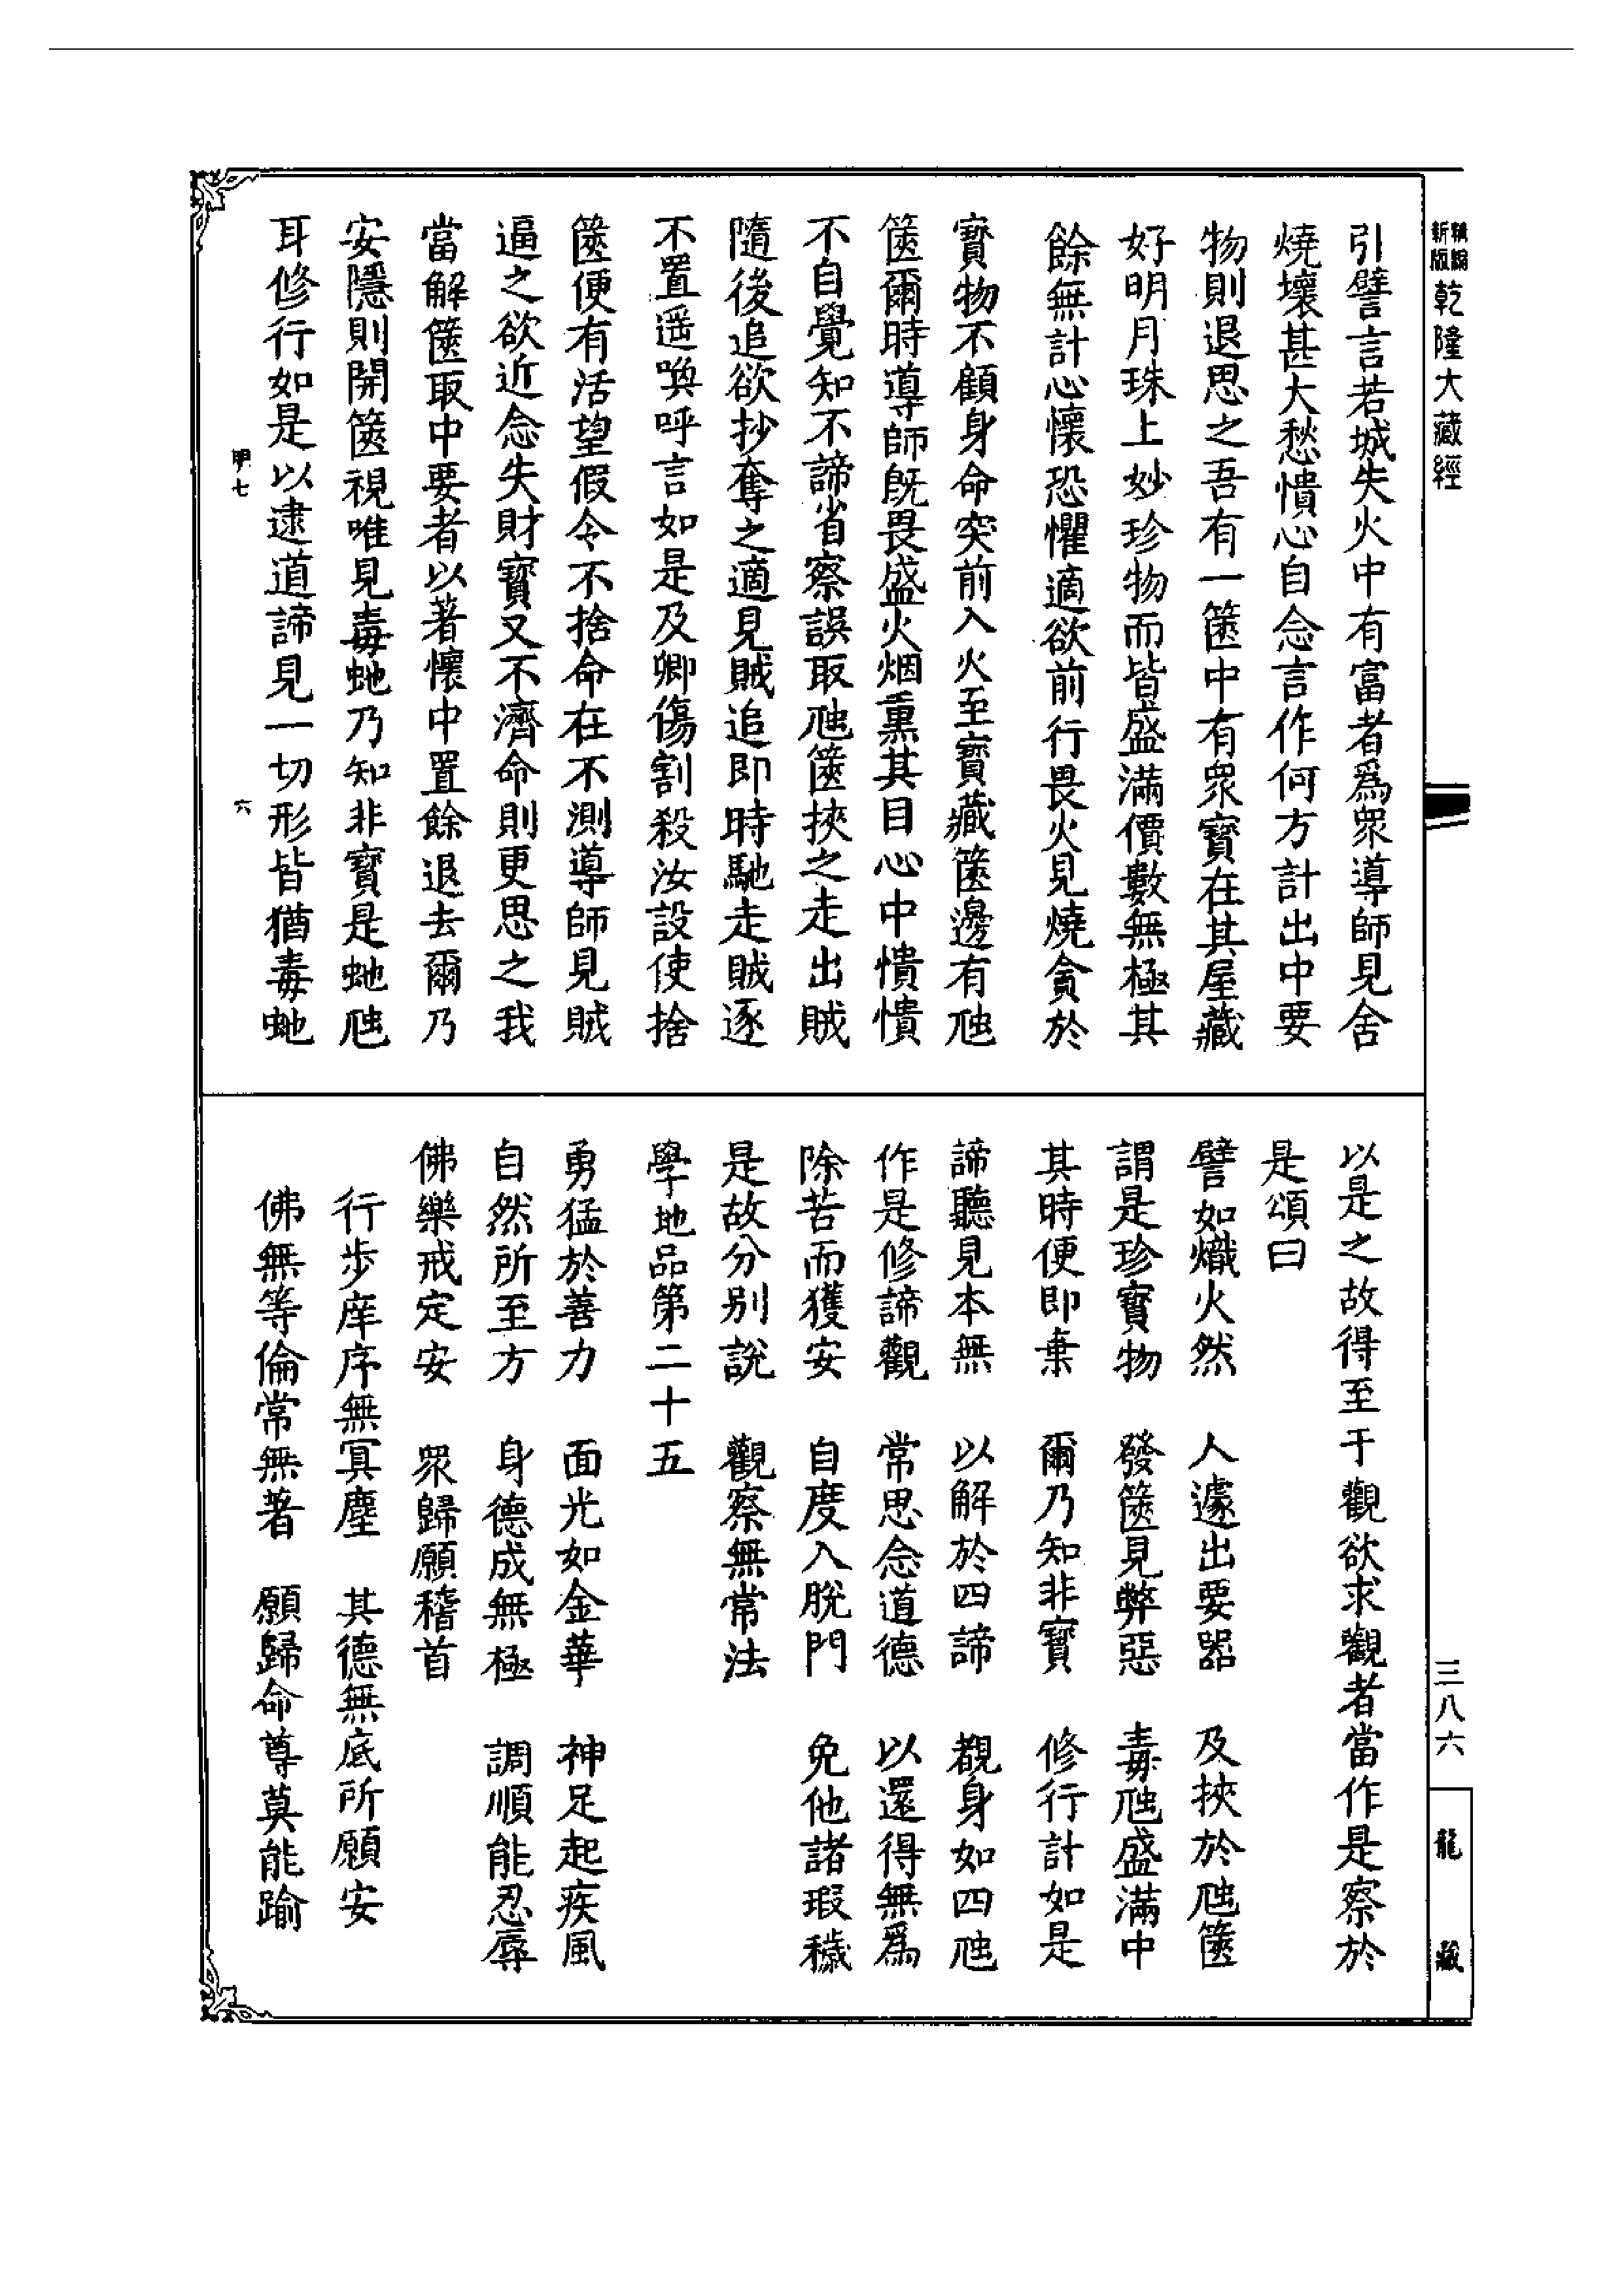 新編
新版
乾隆大藏經
引譬言若城失火中有富者爲衆導師見舍
燒壞甚大愁憒心自念言作何方計出中要
物則退思之吾有一篋中有衆寶在其屋藏
好明月珠上妙珍物而皆盛滿價數無極其
餘無計心懷恐懼適欲前行畏火見燒貪於
寶物不顧身命突前入火至寶藏篋邊有虵
篋爾時導師既畏盛火烟熏其目心中憒憒
不自覺知不諦省察誤取虵篋挾之走出賊
隨後追欲抄奪之適見賊追即時馳走賊逐
不置遥喚呼言如是及卿傷割殺汝設使捨
篋便有活望假令不捨命在不測導師見賊
逼之欲近念失財寶又不濟命則更思之我
當解篋取中要者以著懷中置餘退去爾乃
安隱則開篋視唯見毒虵乃知非寶是虵虵
耳修行如是以逮道諦見一切形皆猶毒虵
明七
六
以是之故得至于觀欲求觀者當作是察於
是頌曰
譬如熾火然 人遽出要器 及挾於虵篋
謂是珍寶物 發篋見弊惡 毒虵盛滿中
其時便即棄 爾乃知非寶 修行計如是
諦聽見本無 以解於四諦 覩身如四虵
作是修諦觀 常思念道德 以還得無爲
除苦而獲安 自度入脫門 免他諸瑕穢
是故分別說 觀察無常法
學地品第二十五
勇猛於善力 面光如金華 神足起疾風
自然所至方 身德成無極 調順能忍辱
佛樂戒定安 衆歸願稽首
行步庠序無冥塵 其德無底所願安
佛無等倫常無著 願歸命尊莫能踰
三八六
龍藏